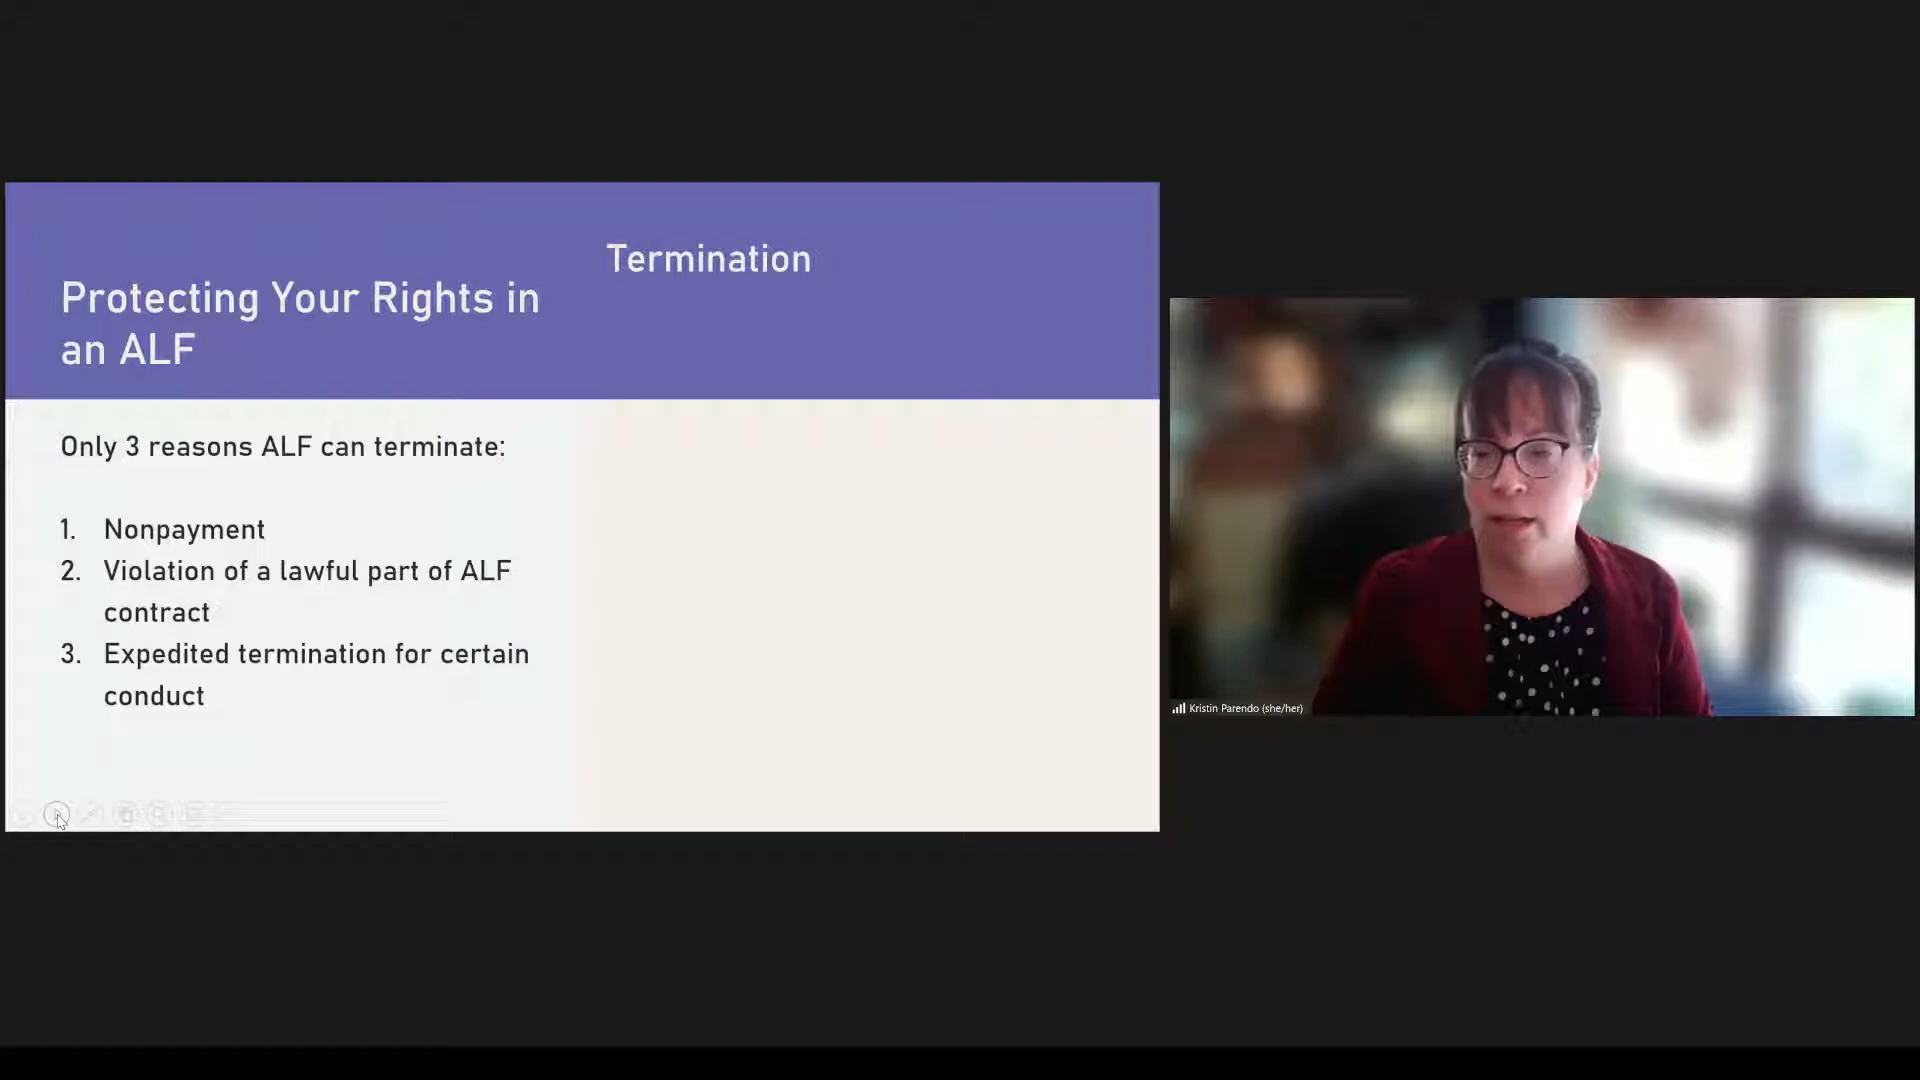 Termination
Protecting Your Rights in
an ALF
Only 3 reasons ALF can terminate:
1. Nonpayment
2. Violation of a lawful part of ALF
contract
3. Expedited termination for certain
conduct
Kristin Parendo (she/her)